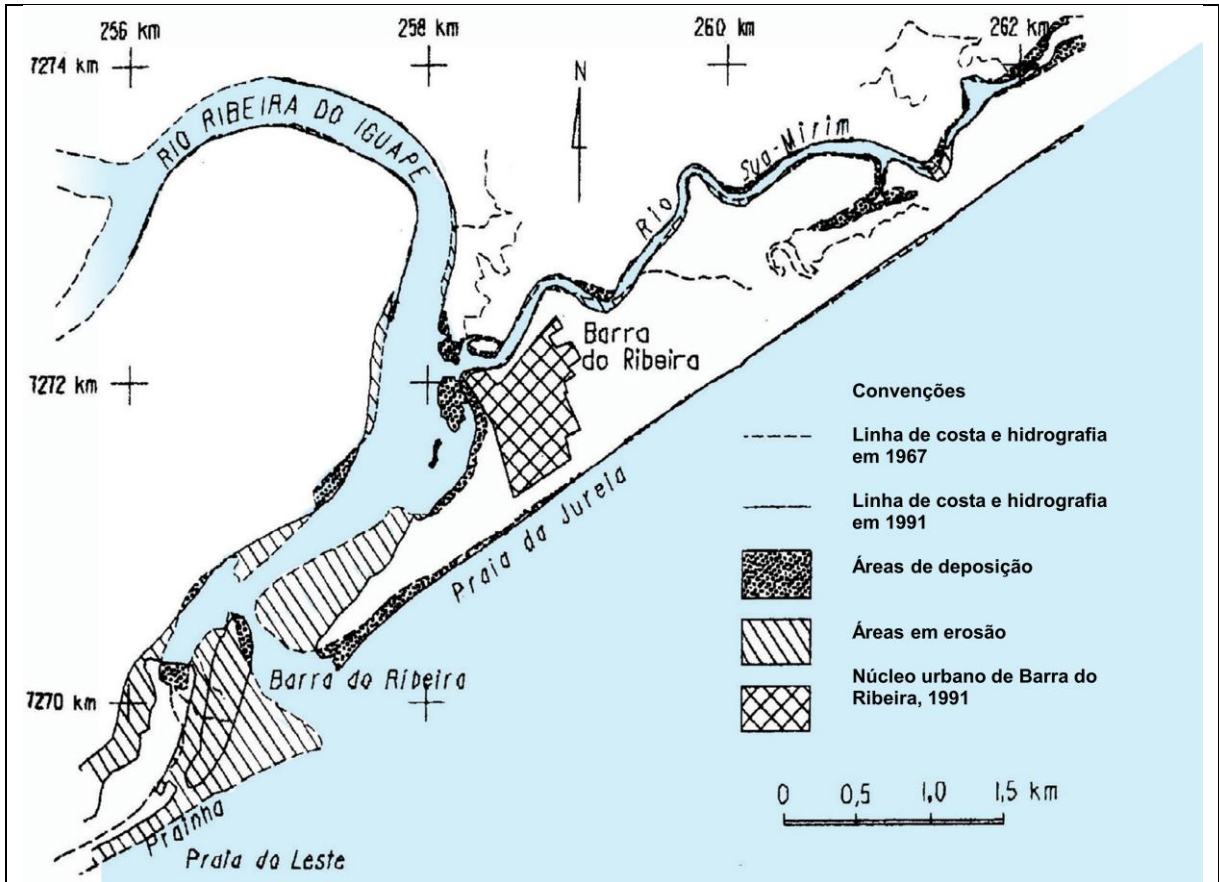 256 km
258 km
260 km
262 km
7274 km
N
RIO RIBEIRA DO IGUAPE
Rio Sua-Mirim
Barra
do Ribeira
7272 km
Convenções
Linha de costa e hidrografia
em 1967
Linha de costa e hidrografia
em 1991
Praia da Jureia
Áreas de deposição
Áreas em erosão
Núcleo urbano de Barra do
Ribeira, 1991
Barra do Ribeira
7270 km
0 0,5 1,0 1,5 km
Prainha
Praia do Leste